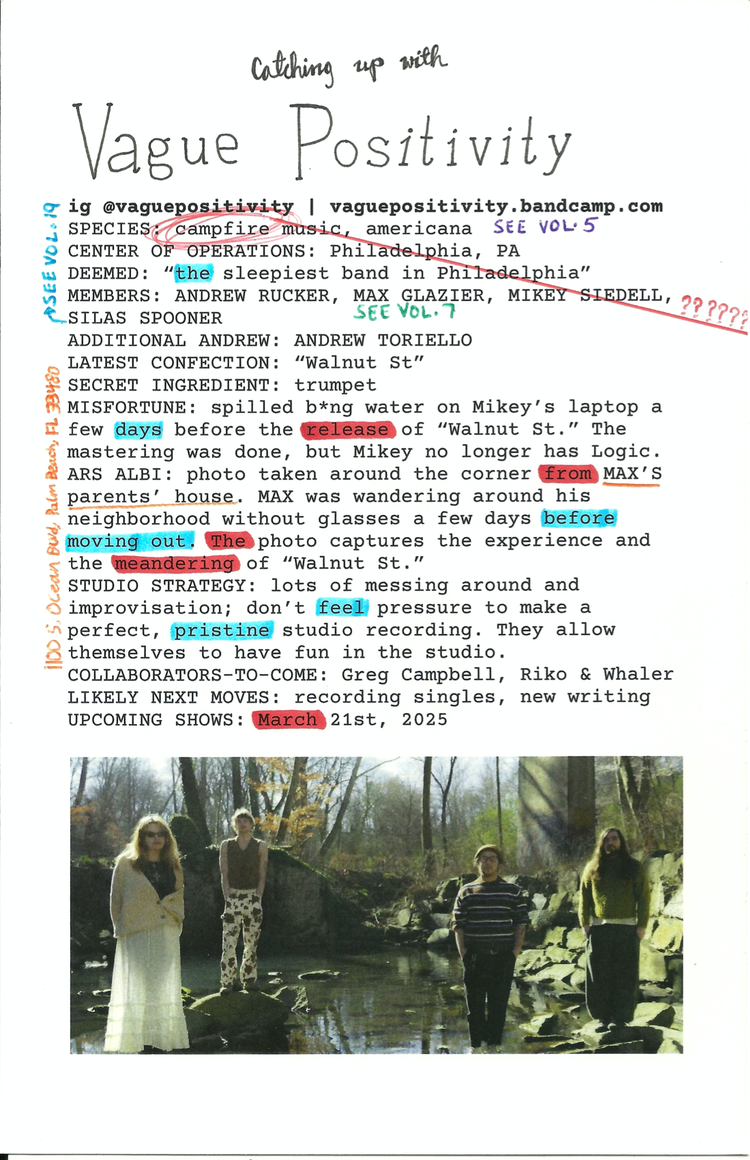 Catching up with
Vague Positivity
ig @vaguepositivity | vaguepositivity.bandcamp.com
SPECIES: campfire music, americana SEE VOL. 5
CENTER OF OPERATIONS: Philadelphia, PA
DEEMED: “the sleepiest band in Philadelphia”
MEMBERS: ANDREW RUCKER, MAX GLAZIER, MIKEY SIEDELL, ??????
SILAS SPOONER SEE VOL. 7
ADDITIONAL ANDREW: ANDREW TORIELLO
LATEST CONFECTION: “Walnut St”
SECRET INGREDIENT: trumpet
MISFORTUNE: spilled b*ng water on Mikey’s laptop a
few days before the release of “Walnut St.” The
mastering was done, but Mikey no longer has Logic.
ARS ALBI: photo taken around the corner from MAX’S
parents’ house. MAX was wandering around his
neighborhood without glasses a few days before
moving out. The photo captures the experience and
the meandering of “Walnut St.”
STUDIO STRATEGY: lots of messing around and
improvisation; don’t feel pressure to make a
perfect, pristine studio recording. They allow
themselves to have fun in the studio.
COLLABORATORS-TO-COME: Greg Campbell, Riko & Whaler
LIKELY NEXT MOVES: recording singles, new writing
UPCOMING SHOWS: March 21st, 2025
SEE VOL. 19
1100 S. Ocean Blvd, Palm Beach, FL 33480